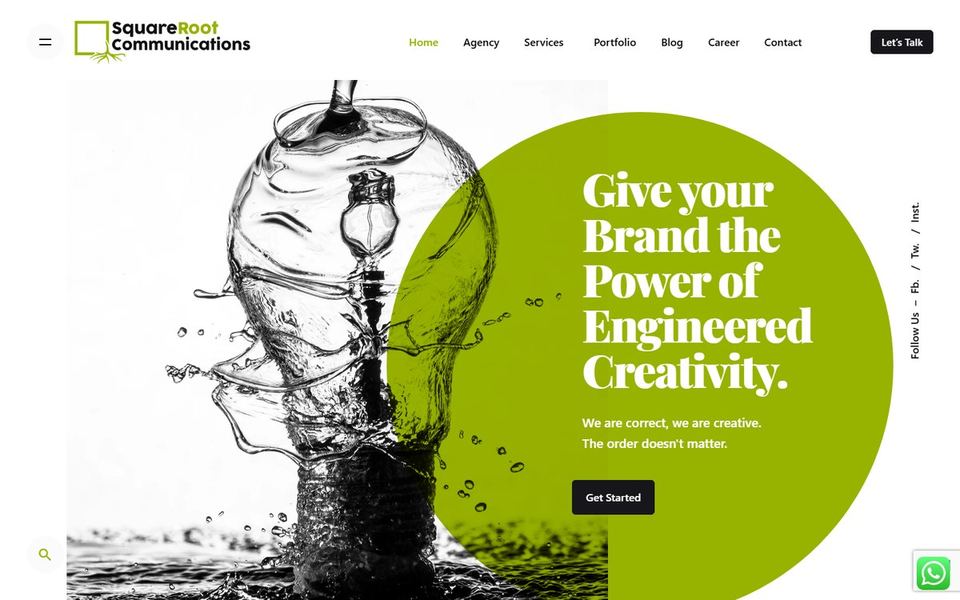 SquareRoot
Communications
Home
Agency
Services
Portfolio
Blog
Career
Contact
Let's Talk
Give your
Brand the
Power of
Engineered
Creativity.
We are correct, we are creative.
The order doesn't matter.
Get Started
Follow Us – Fb. / Tw. / Inst.